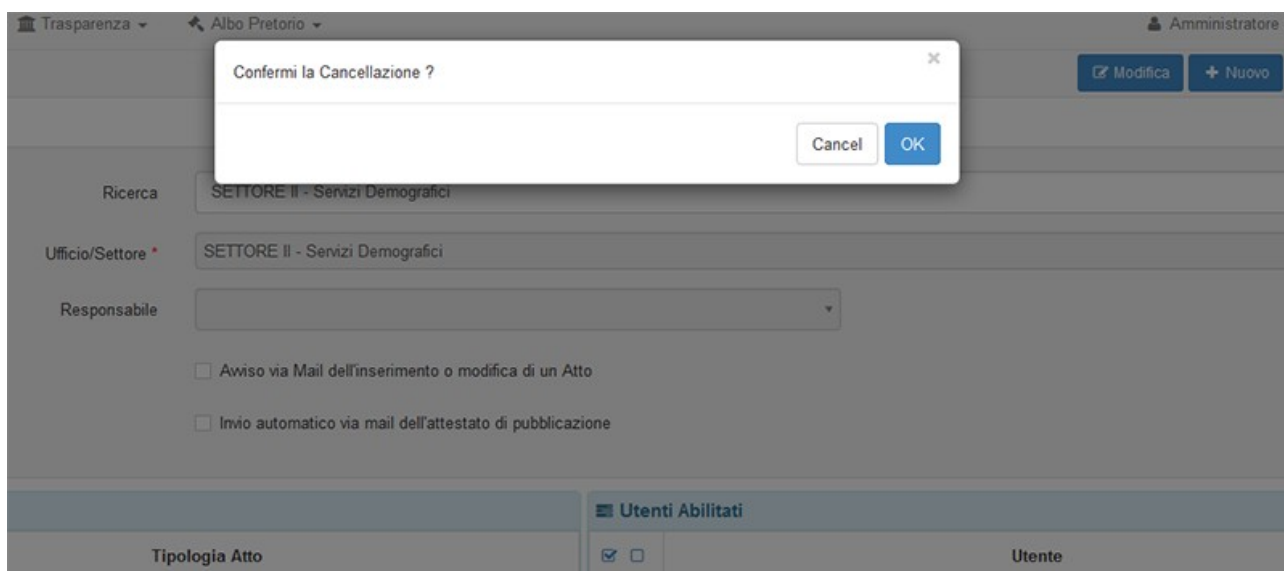 Trasparenza Albo Pretorio Amministratore
Confermi la Cancellazione ? ×
Modifica + Nuovo
Cancel OK
Ricerca SETTORE II - Servizi Demografici
Ufficio/Settore * SETTORE II - Servizi Demografici
Responsabile
Avviso via Mail dell'inserimento o modifica di un Atto
Invio automatico via mail dell'attestato di pubblicazione
Utenti Abilitati
Tipologia Atto Utente